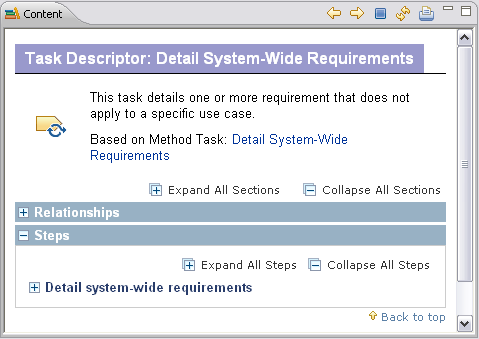 Content
Task Descriptor: Detail System-Wide Requirements
This task details one or more requirement that does not
apply to a specific use case.
Based on Method Task: Detail System-Wide
Requirements
Expand All Sections Collapse All Sections
Relationships
Steps
Expand All Steps Collapse All Steps
Detail system-wide requirements
Back to top